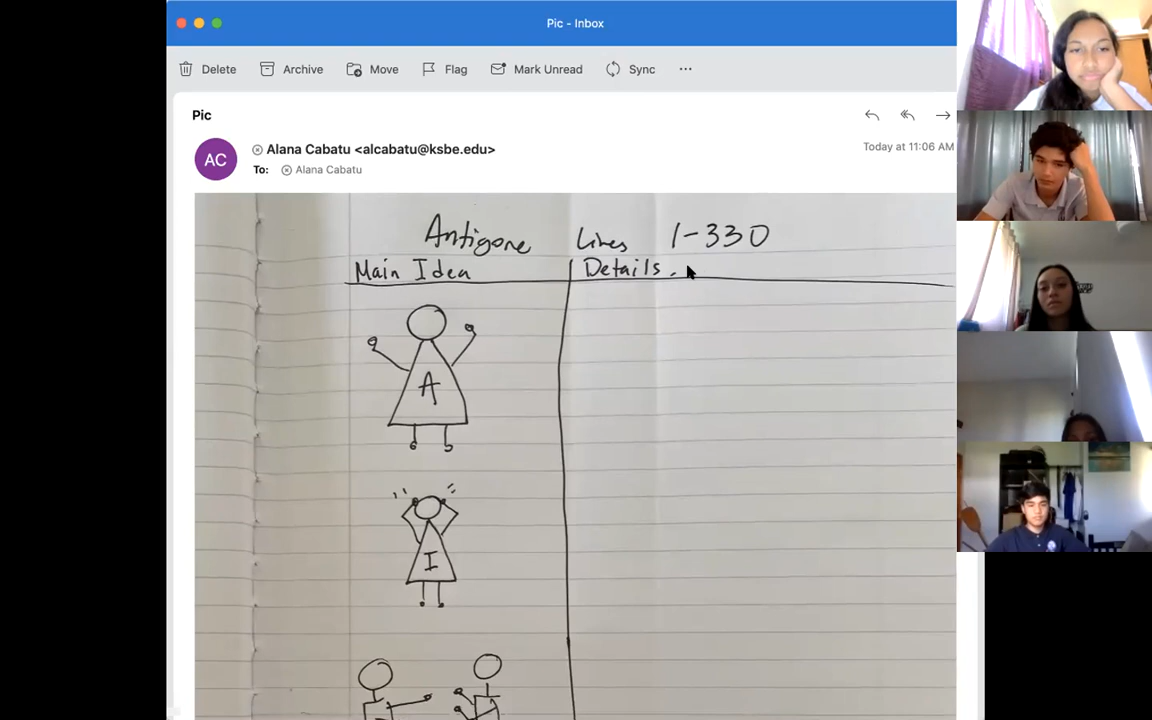 Pic - Inbox
Delete Archive Move Flag Mark Unread Sync ...
Pic
AC
Alana Cabatu <alcabatu@ksbe.edu>
Today at 11:06 AM
To: Alana Cabatu
Antigone Lines 1-330
Main Idea Details.
A
I